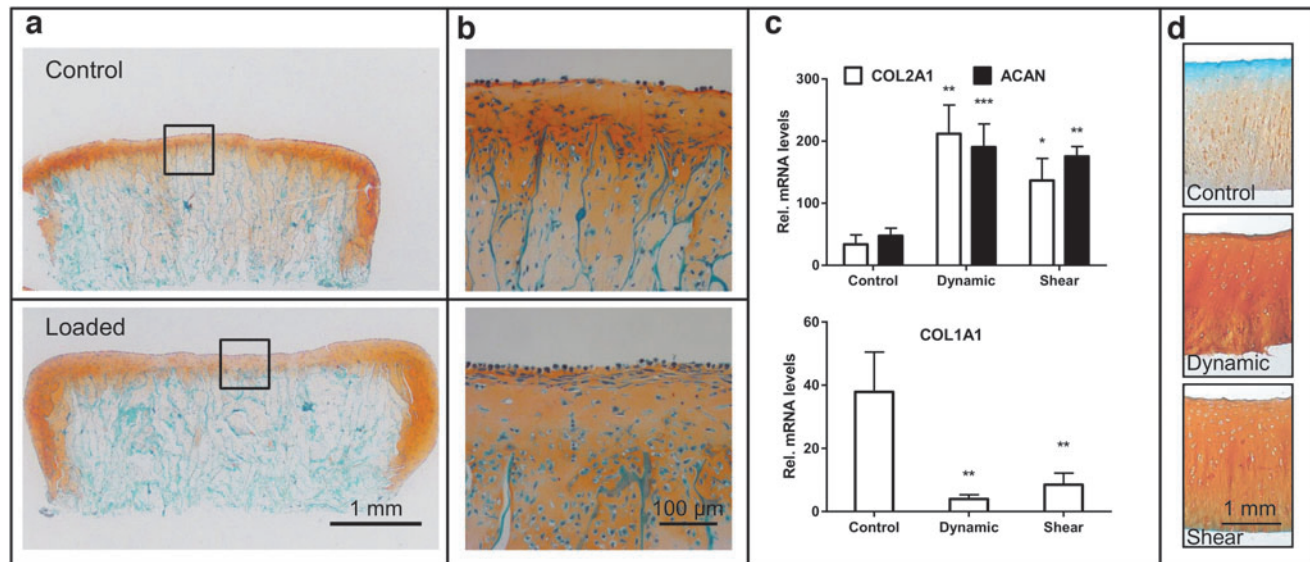 a
Control
Loaded
1 mm
b
100 µm
c
COL2A1 ACAN
Rel. mRNA levels
300
200
100
0
** *** * **
Control Dynamic Shear
COL1A1
Rel. mRNA levels
60
40
20
0
** **
Control Dynamic Shear
d
Control
Dynamic
1 mm
Shear